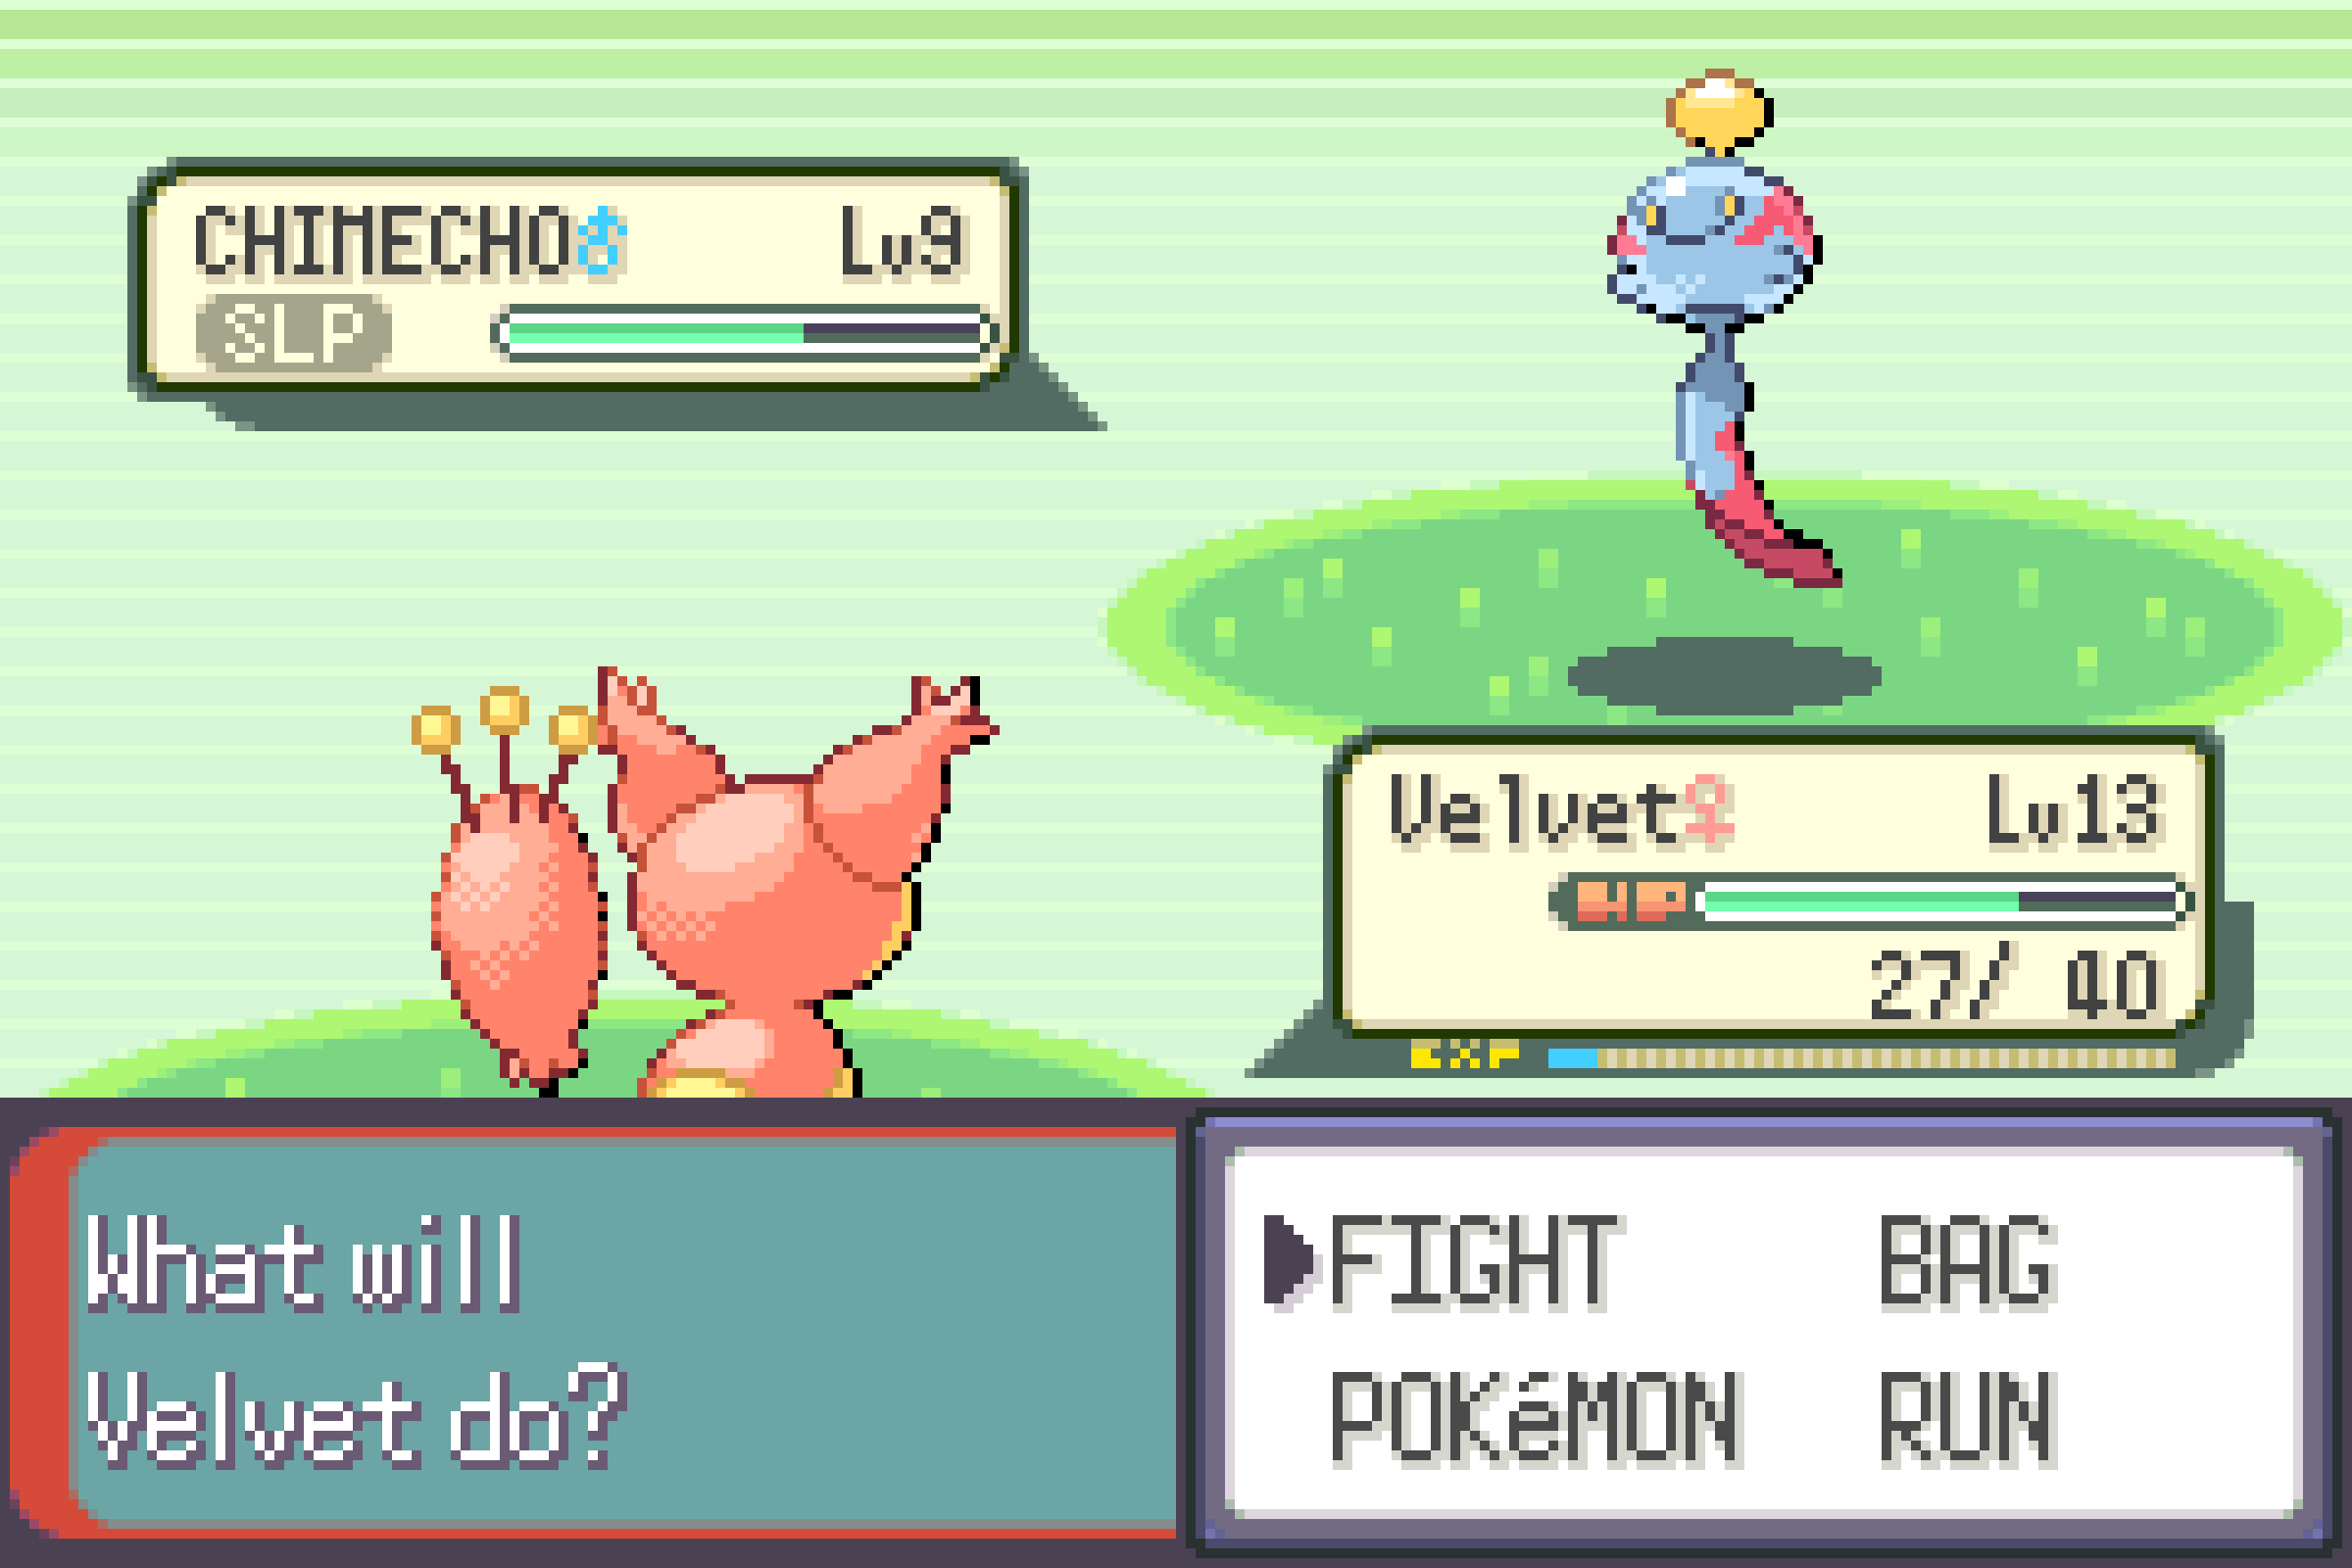 CHIMECHO♂ Lv9
SLP
Velvet♀ Lv13
HP
27/ 40
EXP
What will
Velvet do?
FIGHT BAG
POKéMON RUN